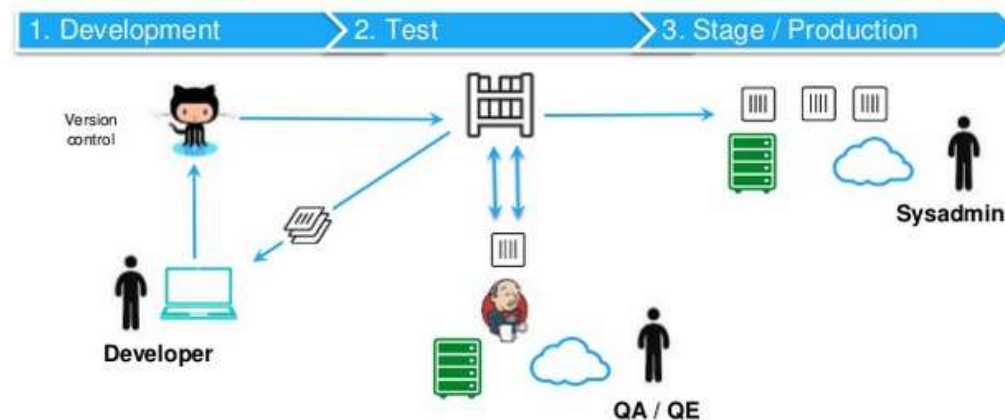 1. Development
2. Test
3. Stage / Production
Version
control
Sysadmin
Developer
QA / QE